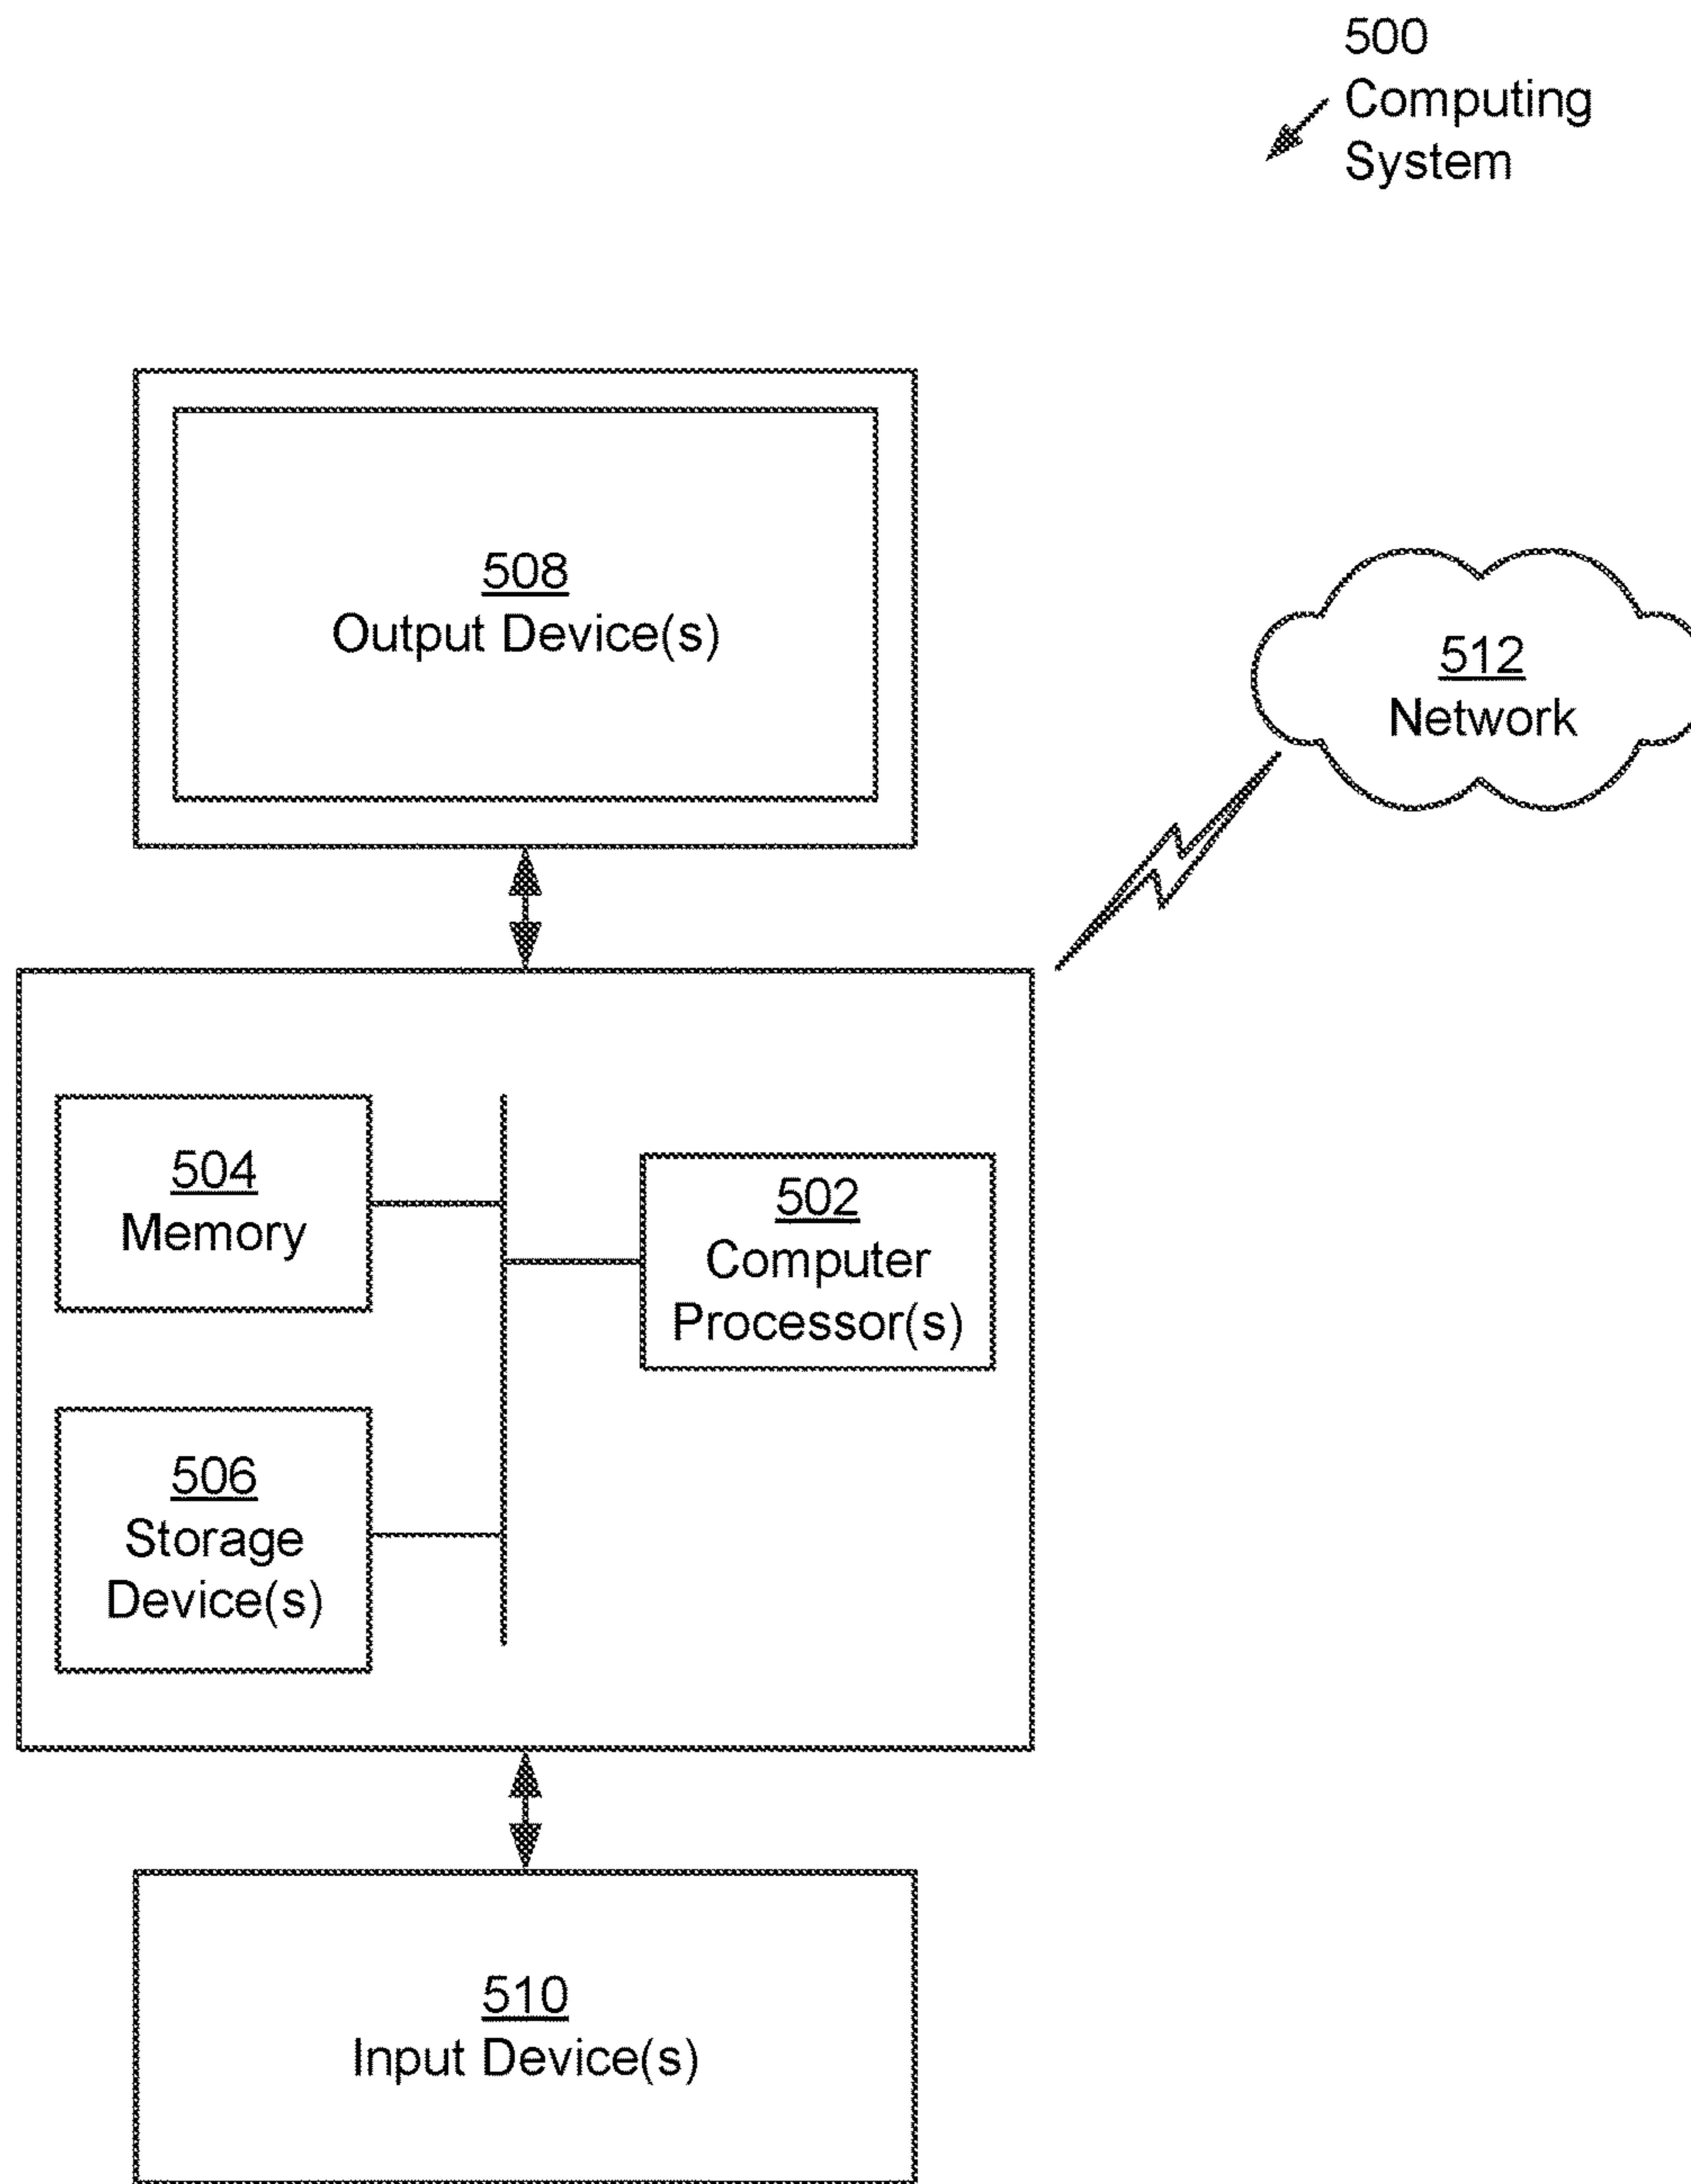 500
Computing
System
508
Output Device(s)
512
Network
504
Memory
502
Computer
Processor(s)
506
Storage
Device(s)
510
Input Device(s)